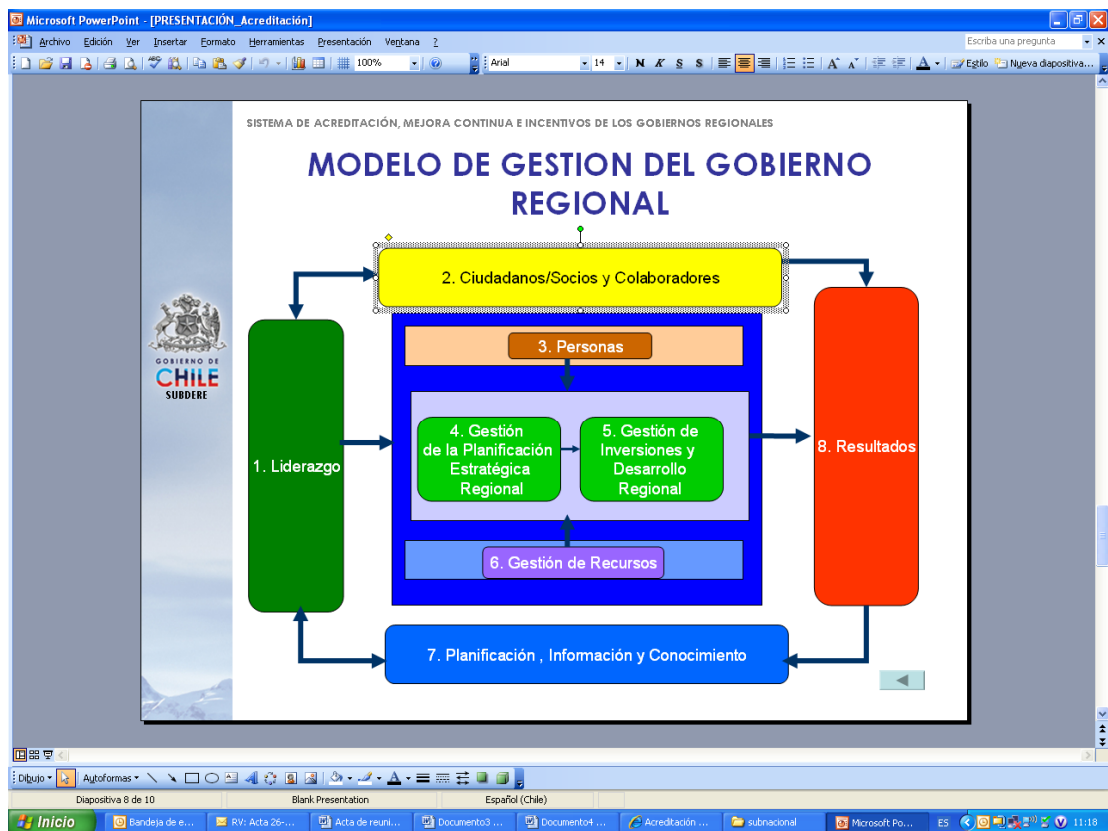 Microsoft PowerPoint - [PRESENTACIÓN_Acreditación]
Archivo Edición Ver Insertar Formato Herramientas Presentación Ventana ?
Escriba una pregunta
100%
Arial
14
N K S S
Estilo
Nueva diapositiva...
SISTEMA DE ACREDITACIÓN, MEJORA CONTINUA E INCENTIVOS DE LOS GOBIERNOS REGIONALES
MODELO DE GESTION DEL GOBIERNO
REGIONAL
GOBIERNO DE
CHILE
SUBDERE
2. Ciudadanos/Socios y Colaboradores
3. Personas
1. Liderazgo
4. Gestión
de la Planificación
Estratégica
Regional
5. Gestión de
Inversiones y
Desarrollo
Regional
8. Resultados
6. Gestión de Recursos
7. Planificación , Información y Conocimiento
Dibujo
Autoformas
Diapositiva 8 de 10
Blank Presentation
Español (Chile)
Inicio
Bandeja de e...
RV: Acta 26-...
Acta de reuni...
Documento3 ...
Documento4 ...
Acreditación ...
subnacional
Microsoft Po...
ES
11:18